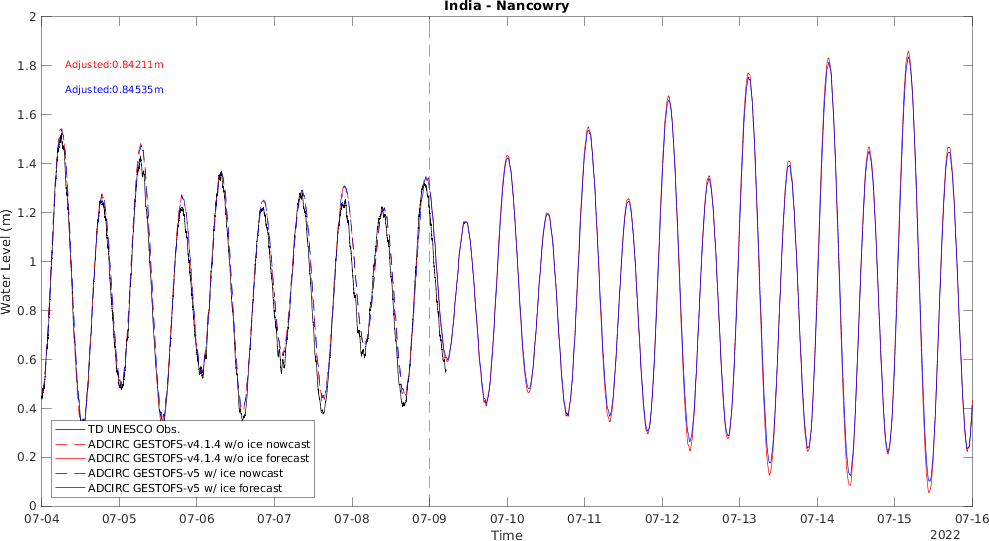 India - Nancowry
Adjusted:0.84211m
Adjusted:0.84535m
Water Level (m)
2
1.8
1.6
1.4
1.2
1
0.8
0.6
0.4
0.2
0
TD UNESCO Obs.
ADCIRC GESTOFS-v4.1.4 w/o ice nowcast
ADCIRC GESTOFS-v4.1.4 w/o ice forecast
ADCIRC GESTOFS-v5 w/ ice nowcast
ADCIRC GESTOFS-v5 w/ ice forecast
07-04 07-05 07-06 07-07 07-08 07-09 07-10 07-11 07-12 07-13 07-14 07-15 07-16
Time
2022